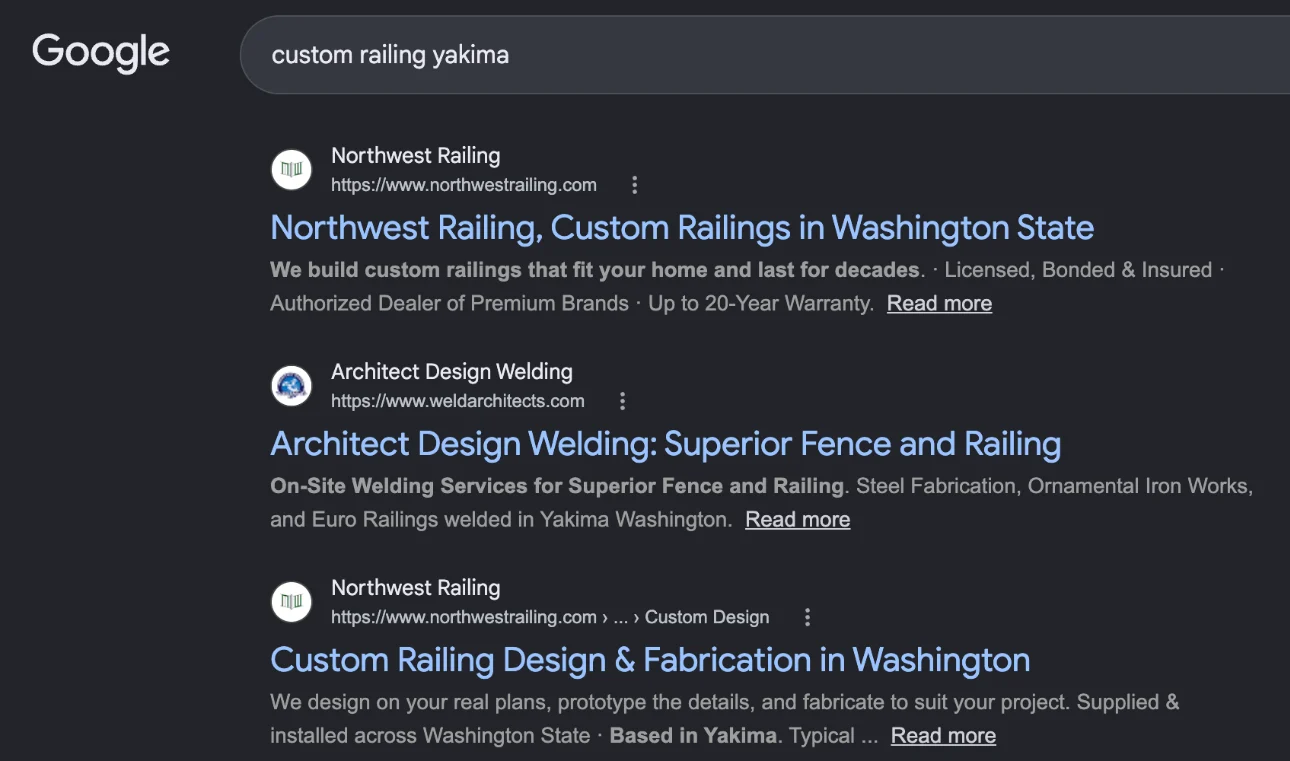 Google
custom railing yakima
Northwest Railing
https://www.northwestrailing.com
Northwest Railing, Custom Railings in Washington State
We build custom railings that fit your home and last for decades. · Licensed, Bonded & Insured ·
Authorized Dealer of Premium Brands · Up to 20-Year Warranty. Read more
Architect Design Welding
https://www.weldarchitects.com
Architect Design Welding: Superior Fence and Railing
On-Site Welding Services for Superior Fence and Railing. Steel Fabrication, Ornamental Iron Works,
and Euro Railings welded in Yakima Washington. Read more
Northwest Railing
https://www.northwestrailing.com › ... › Custom Design
Custom Railing Design & Fabrication in Washington
We design on your real plans, prototype the details, and fabricate to suit your project. Supplied &
installed across Washington State · Based in Yakima. Typical ... Read more